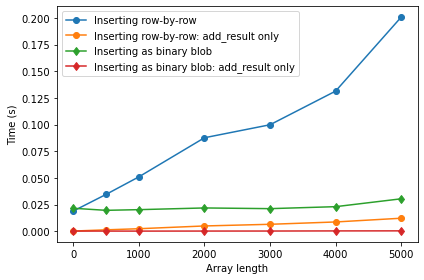 Inserting row-by-row
Inserting row-by-row: add_result only
Inserting as binary blob
Inserting as binary blob: add_result only
0.200
0.175
0.150
0.125
0.100
0.075
0.050
0.025
0.000
Time (s)
0 1000 2000 3000 4000 5000
Array length